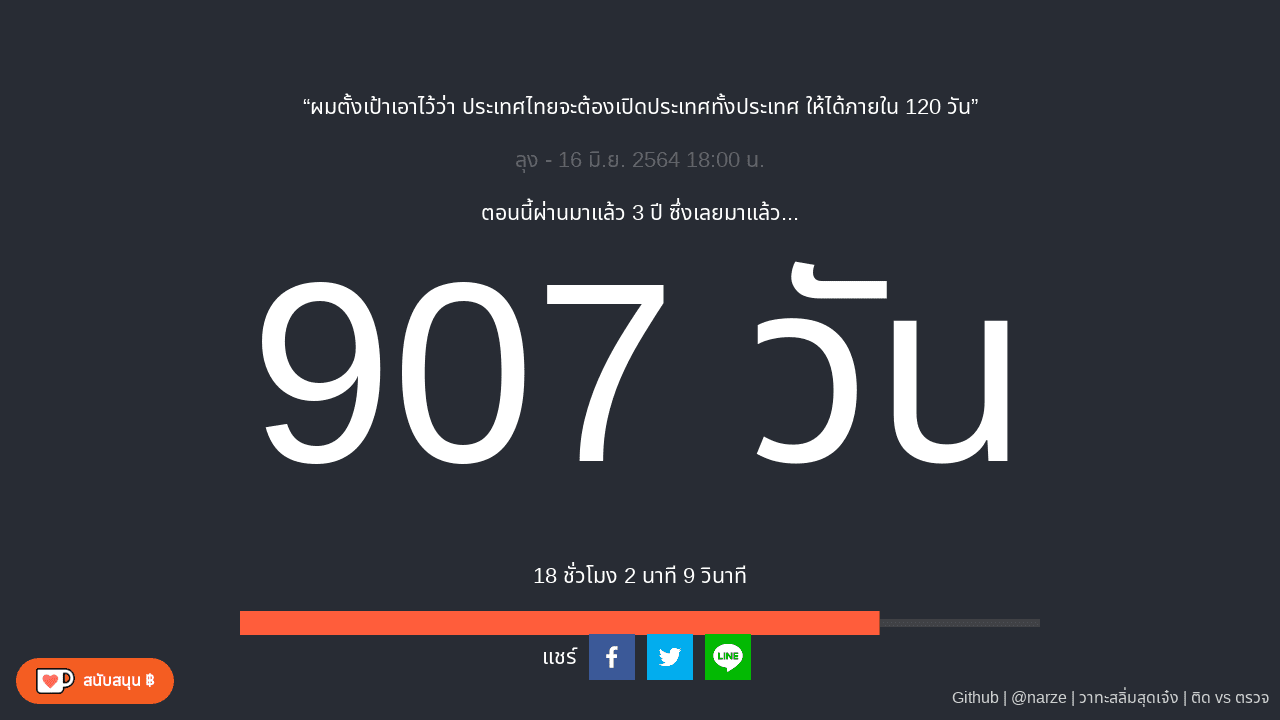 “ผมตั้งเป้าเอาไว้ว่า ประเทศไทยจะต้องเปิดประเทศทั้งประเทศ ให้ได้ภายใน 120 วัน”
ลุง - 16 มิ.ย. 2564 18:00 น.
ตอนนี้ผ่านมาแล้ว 3 ปี ซึ่งเลยมาแล้ว...
907 วัน
18 ชั่วโมง 2 นาที 9 วินาที
แชร์
LINE
สนับสนุน ฿
Github | @narze | วาทะสลิ่มสุดเจ๋ง | ติด vs ตรวจ